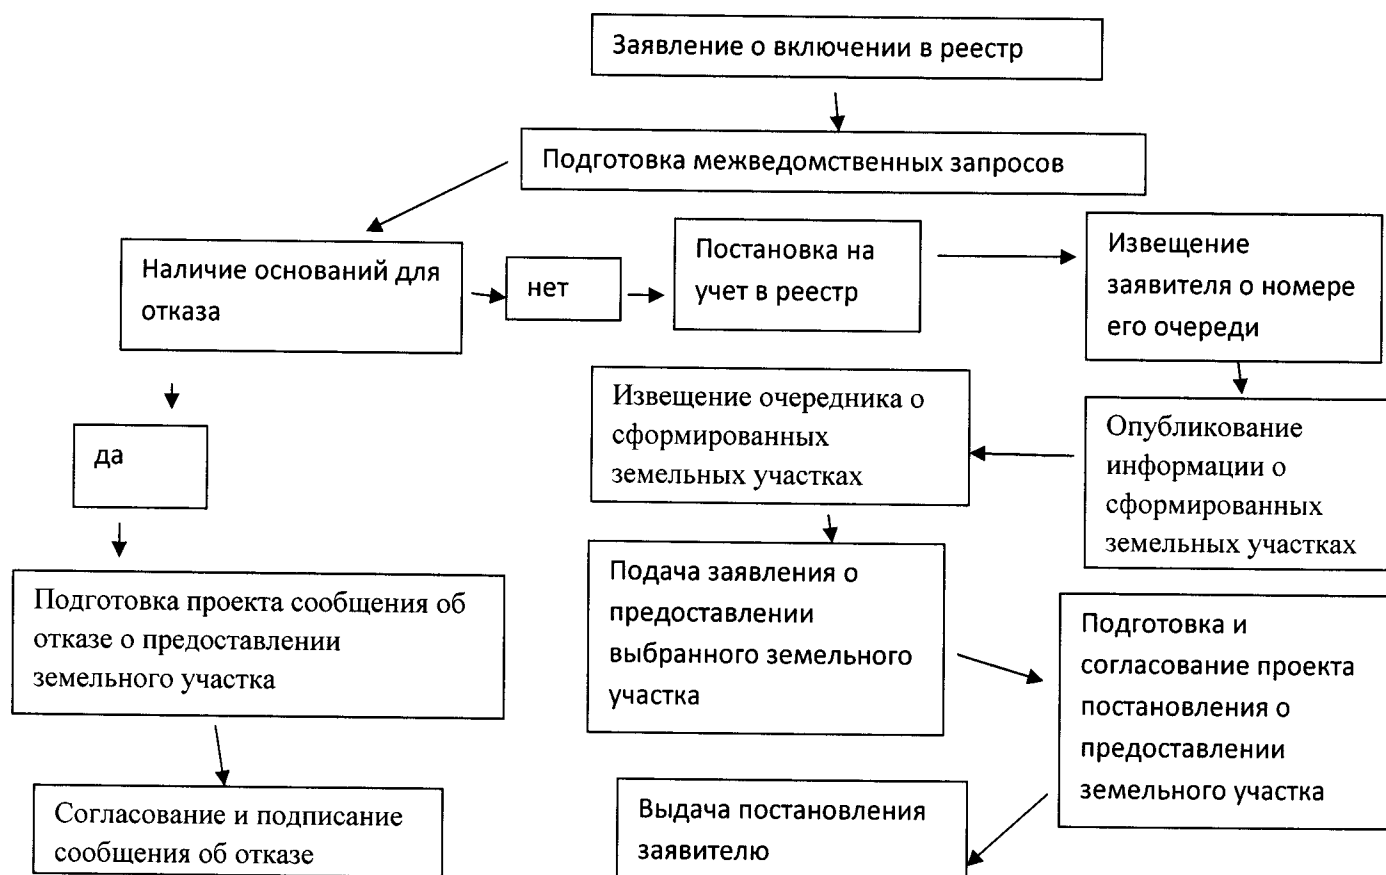 Заявление о включении в реестр
Подготовка межведомственных запросов
Наличие оснований для
отказа
нет
Постановка на
учет в реестр
Извещение
заявителя о номере
его очереди
да
Извещение очередника о
сформированных
земельных участках
Опубликование
информации о
сформированных
земельных участках
Подготовка проекта сообщения об
отказе о предоставлении
земельного участка
Подача заявления о
предоставлении
выбранного земельного
участка
Подготовка и
согласование проекта
постановления о
предоставлении
земельного участка
Согласование и подписание
сообщения об отказе
Выдача постановления
заявителю